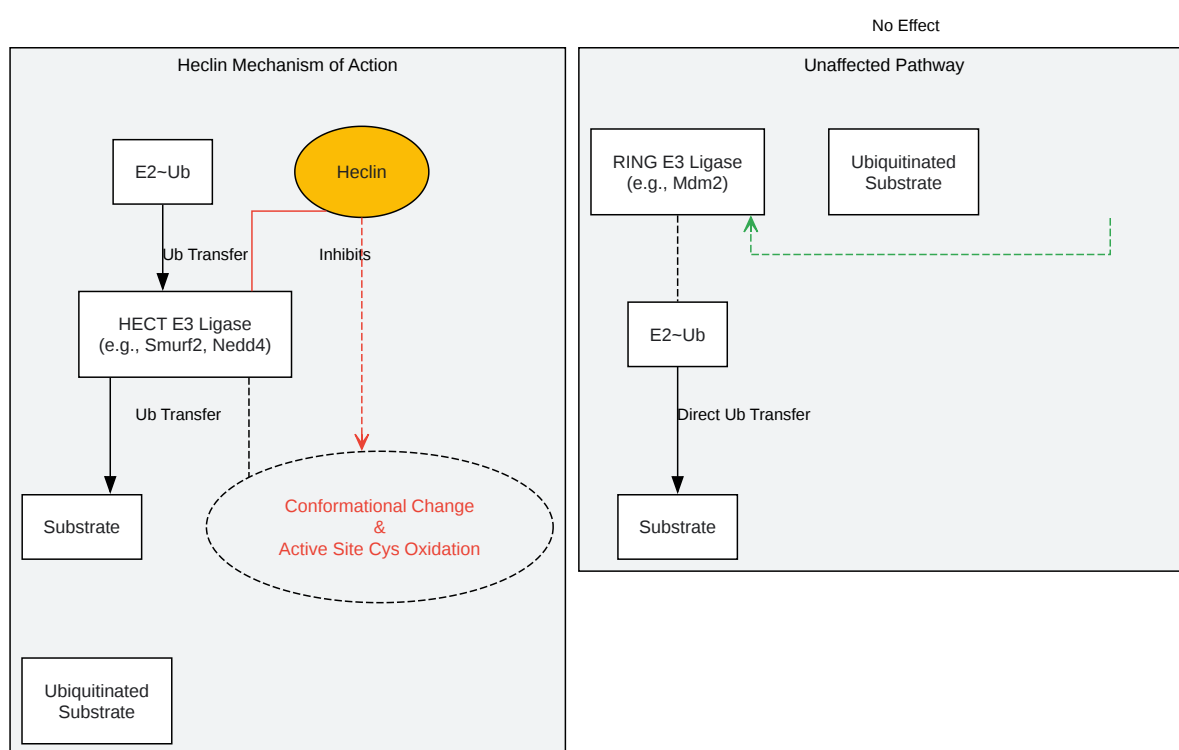 No Effect
Heclin Mechanism of Action
E2~Ub
Heclin
Ub Transfer
Inhibits
HECT E3 Ligase
(e.g., Smurf2, Nedd4)
Ub Transfer
Substrate
Conformational Change
&
Active Site Cys Oxidation
Ubiquitinated
Substrate
Unaffected Pathway
RING E3 Ligase
(e.g., Mdm2)
Ubiquitinated
Substrate
E2~Ub
Direct Ub Transfer
Substrate